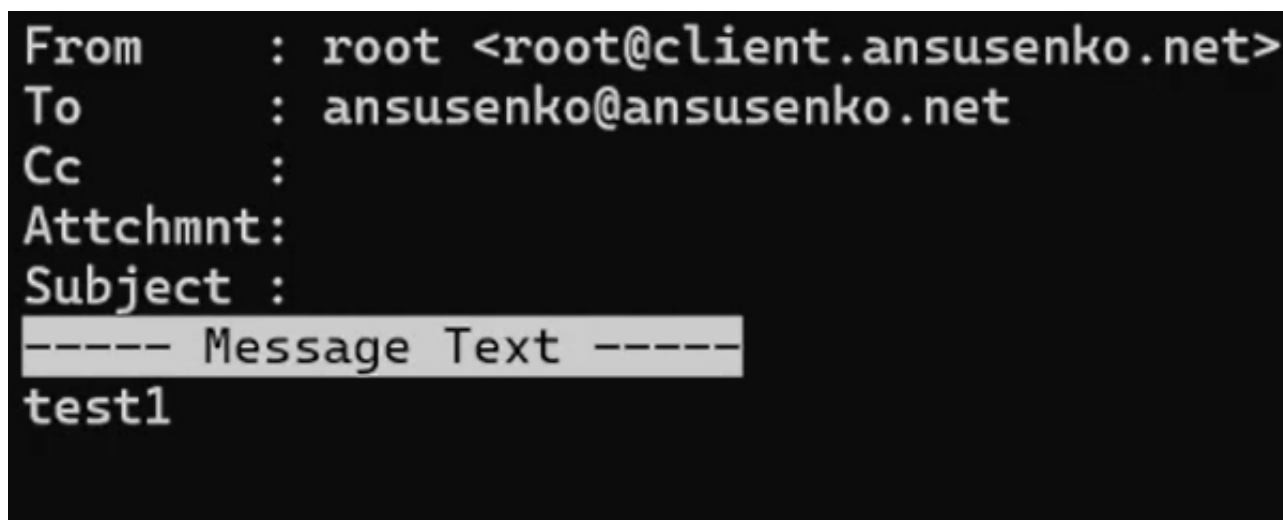 From     : root <root@client.ansusenko.net>
To       : ansusenko@ansusenko.net
Cc       :
Attchmnt:
Subject :
----- Message Text -----
test1